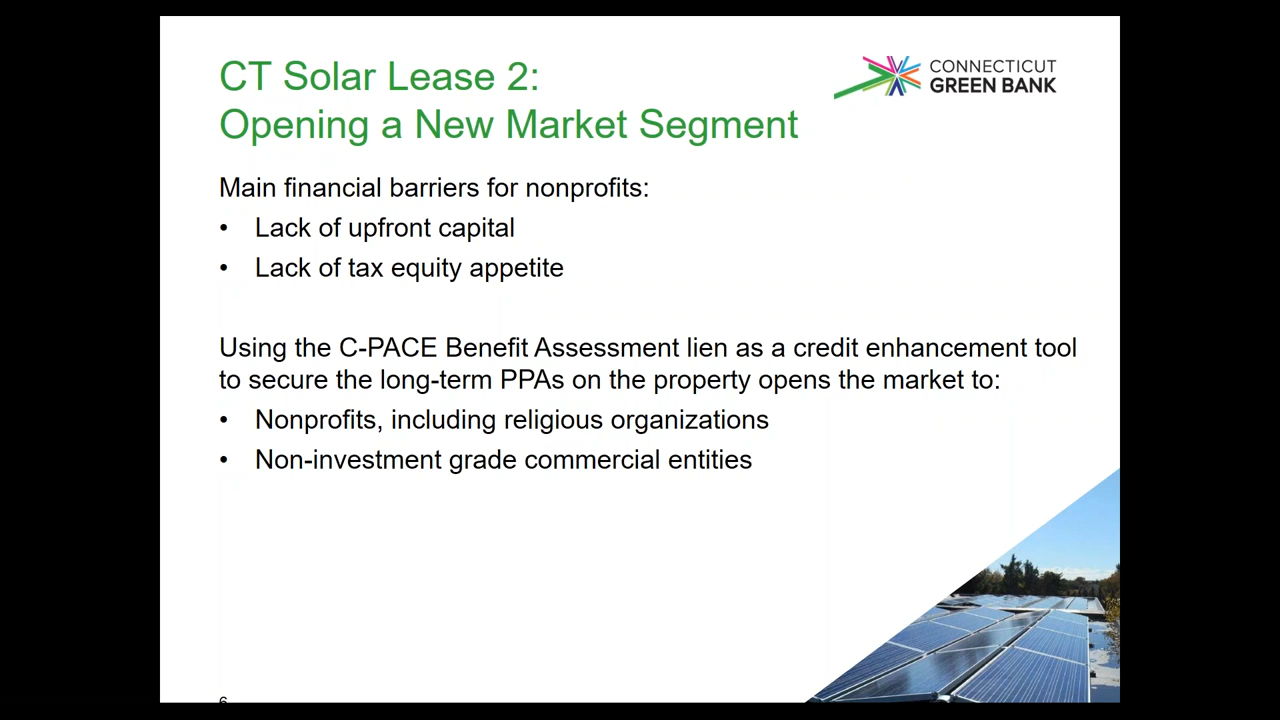 CT Solar Lease 2:
Opening a New Market Segment
CONNECTICUT
GREEN BANK
Main financial barriers for nonprofits:
• Lack of upfront capital
• Lack of tax equity appetite
Using the C-PACE Benefit Assessment lien as a credit enhancement tool
to secure the long-term PPAs on the property opens the market to:
• Nonprofits, including religious organizations
• Non-investment grade commercial entities
6